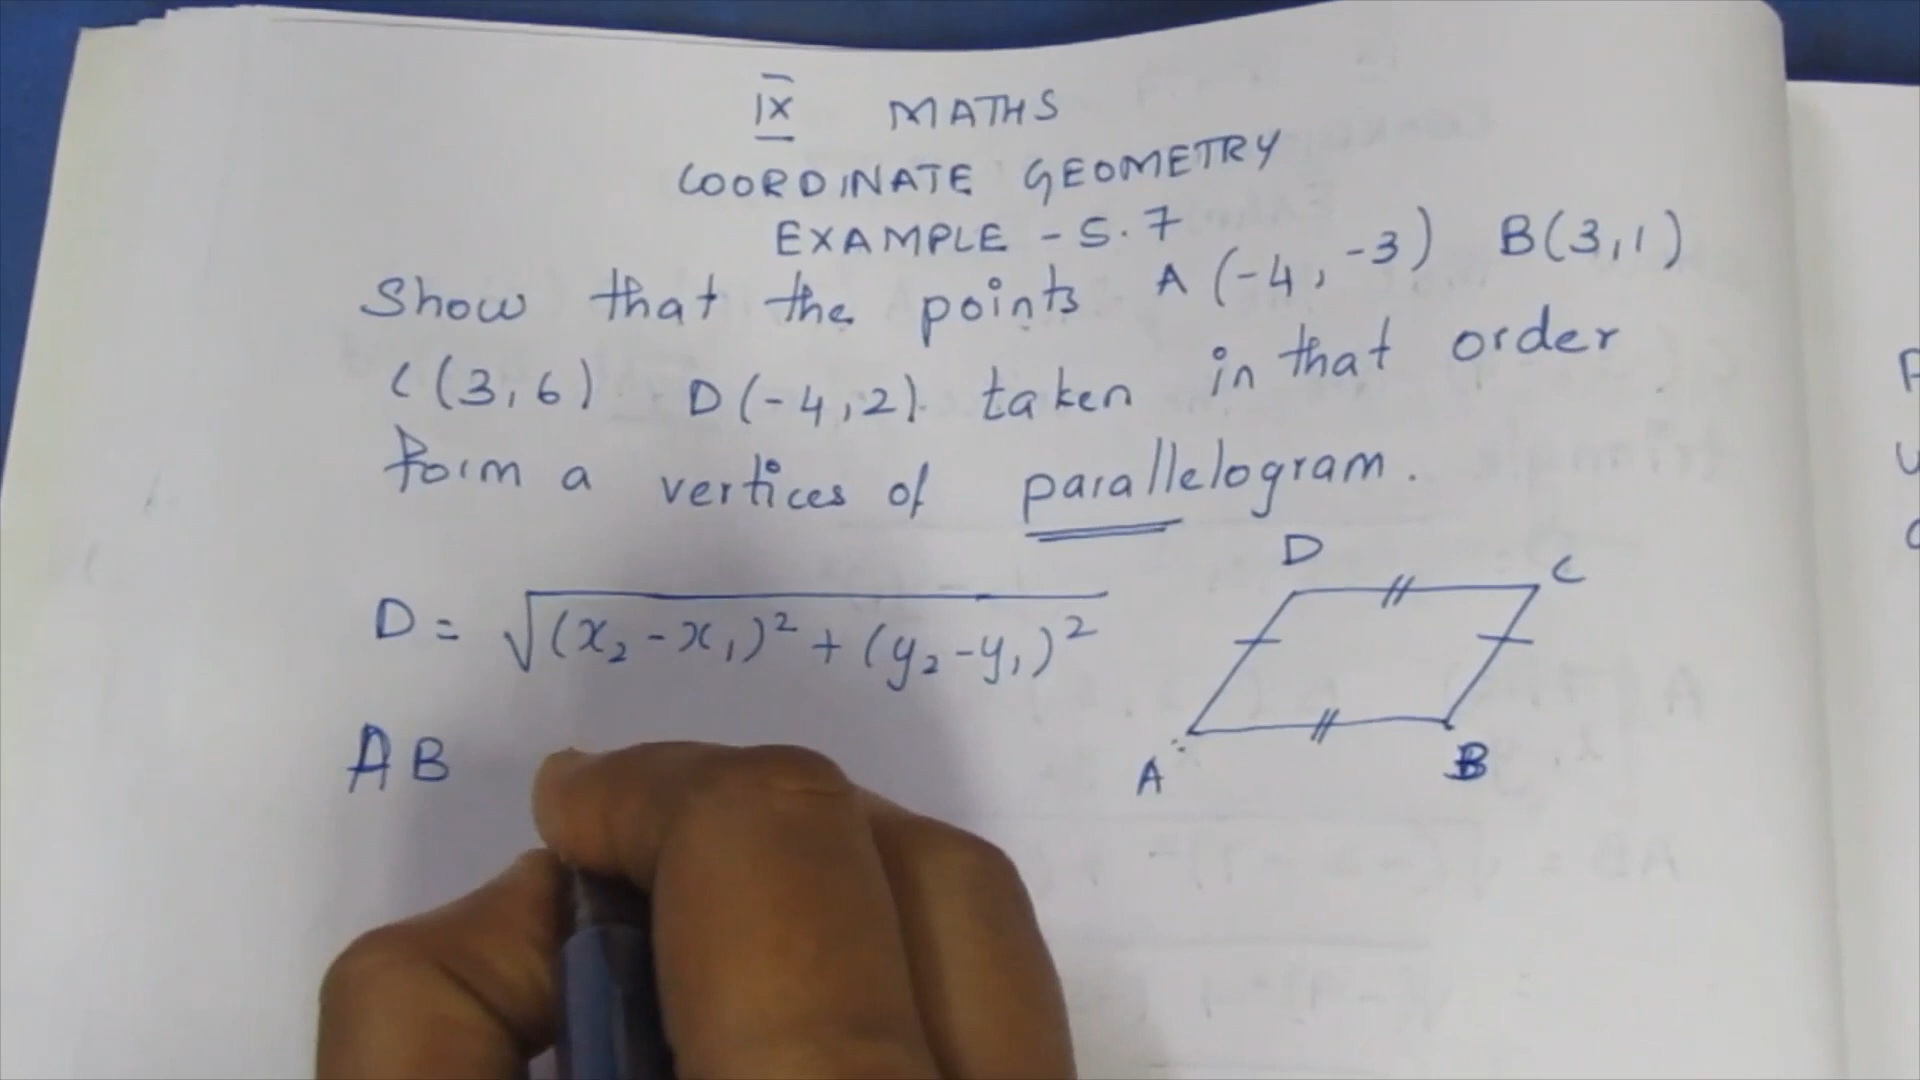 IX MATHS
COORDINATE GEOMETRY
EXAMPLE - 5.7
Show that the points A (-4, -3) B(3,1)
C(3,6) D(-4,2). taken in that order
form a vertices of parallelogram.
D = √(x₂-x₁)² + (y₂-y₁)²
D C
A B
AB